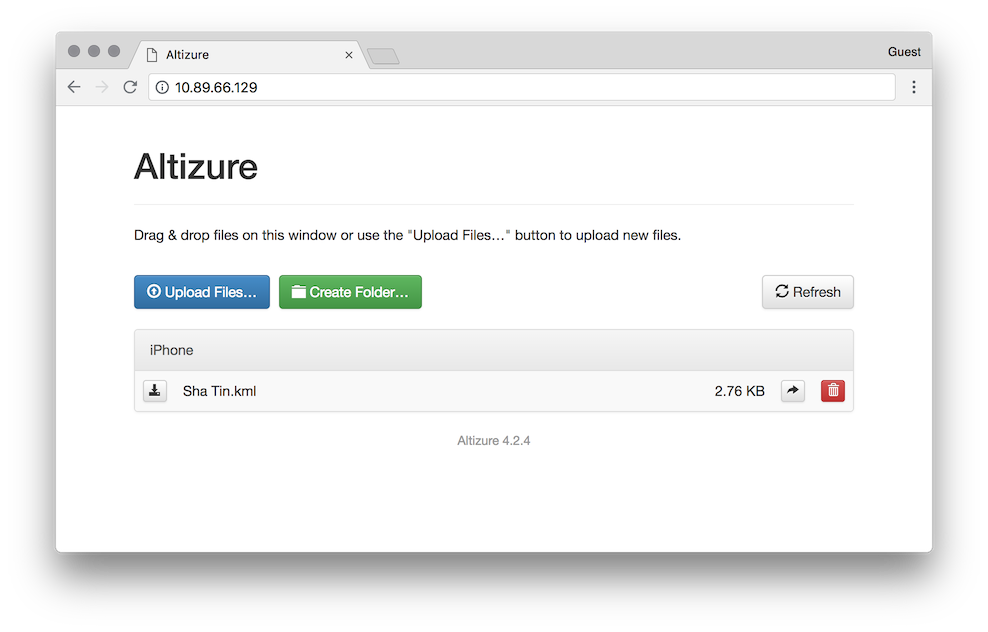 Altizure
Guest
10.89.66.129
Altizure
Drag & drop files on this window or use the "Upload Files…" button to upload new files.
Upload Files…
Create Folder…
Refresh
iPhone
Sha Tin.kml
2.76 KB
Altizure 4.2.4